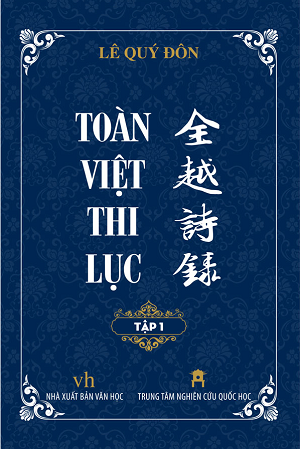 LÊ QUÝ ĐÔN
TOÀN
VIỆT
THI
LỤC
全越詩録
TẬP 1
vh
NHÀ XUẤT BẢN VĂN HỌC
TRUNG TÂM NGHIÊN CỨU QUỐC HỌC